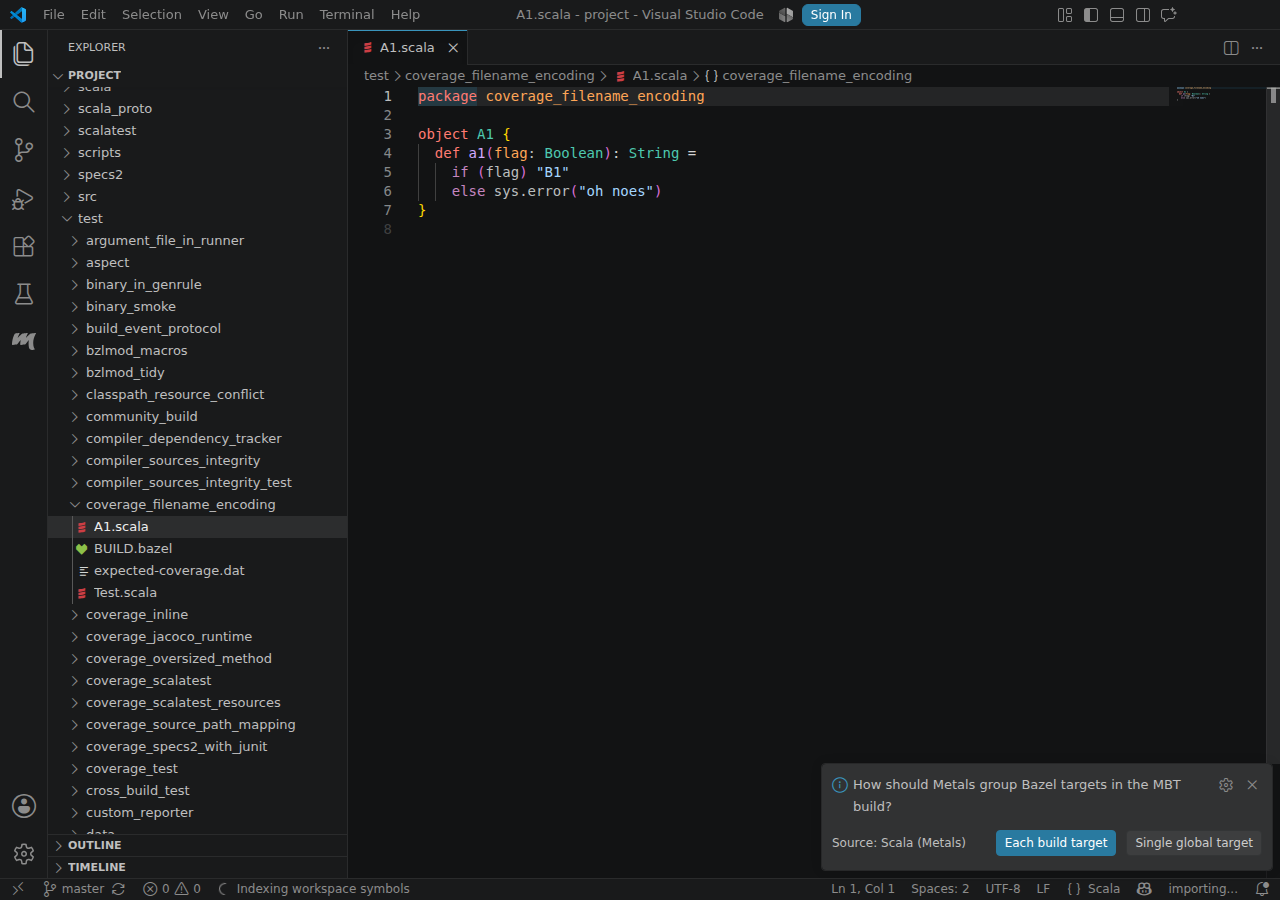 File Edit Selection View Go Run Terminal Help
A1.scala - project - Visual Studio Code
Sign In
EXPLORER
PROJECT
scala
scala_proto
scalatest
scripts
specs2
src
test
argument_file_in_runner
aspect
binary_in_genrule
binary_smoke
build_event_protocol
bzlmod_macros
bzlmod_tidy
classpath_resource_conflict
community_build
compiler_dependency_tracker
compiler_sources_integrity
compiler_sources_integrity_test
coverage_filename_encoding
A1.scala
BUILD.bazel
expected-coverage.dat
Test.scala
coverage_inline
coverage_jacoco_runtime
coverage_oversized_method
coverage_scalatest
coverage_scalatest_resources
coverage_source_path_mapping
coverage_specs2_with_junit
coverage_test
cross_build_test
custom_reporter
data
OUTLINE
TIMELINE
A1.scala
test > coverage_filename_encoding > A1.scala > { } coverage_filename_encoding
1 package coverage_filename_encoding
2
3 object A1 {
4 def a1(flag: Boolean): String =
5 if (flag) "B1"
6 else sys.error("oh noes")
7 }
8
How should Metals group Bazel targets in the MBT
build?
Source: Scala (Metals)
Each build target
Single global target
master
0
0
Indexing workspace symbols
Ln 1, Col 1
Spaces: 2
UTF-8
LF
{ } Scala
importing...